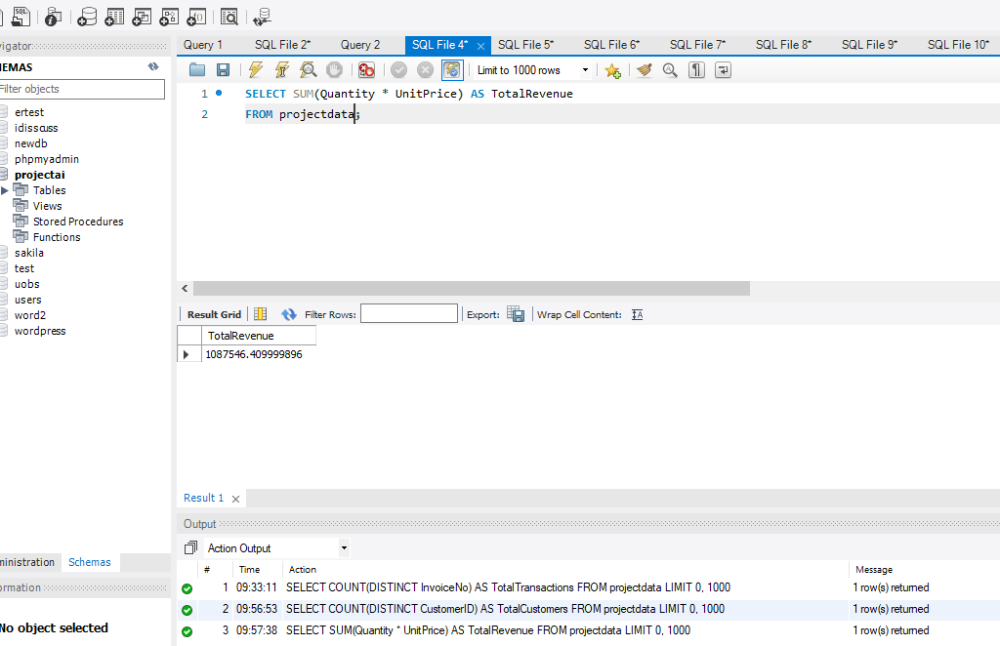 SQL
Query 1 SQL File 2* Query 2 SQL File 4* × SQL File 5* SQL File 6* SQL File 7* SQL File 8* SQL File 9* SQL File 10*
vigator
HEMAS
Filter objects
ertest
idiscuss
newdb
phpmyadmin
projectai
Tables
Views
Stored Procedures
Functions
sakila
test
uobs
users
word2
wordpress
ministration Schemas
ormation
No object selected
Limit to 1000 rows
1 SELECT SUM(Quantity * UnitPrice) AS TotalRevenue
2 FROM projectdata;
Result Grid Filter Rows: Export: Wrap Cell Content:
TotalRevenue
1087546.409999896
Result 1 ×
Output
Action Output
# Time Action Message
1 09:33:11 SELECT COUNT(DISTINCT InvoiceNo) AS TotalTransactions FROM projectdata LIMIT 0, 1000 1 row(s) returned
2 09:56:53 SELECT COUNT(DISTINCT CustomerID) AS TotalCustomers FROM projectdata LIMIT 0, 1000 1 row(s) returned
3 09:57:38 SELECT SUM(Quantity * UnitPrice) AS TotalRevenue FROM projectdata LIMIT 0, 1000 1 row(s) returned